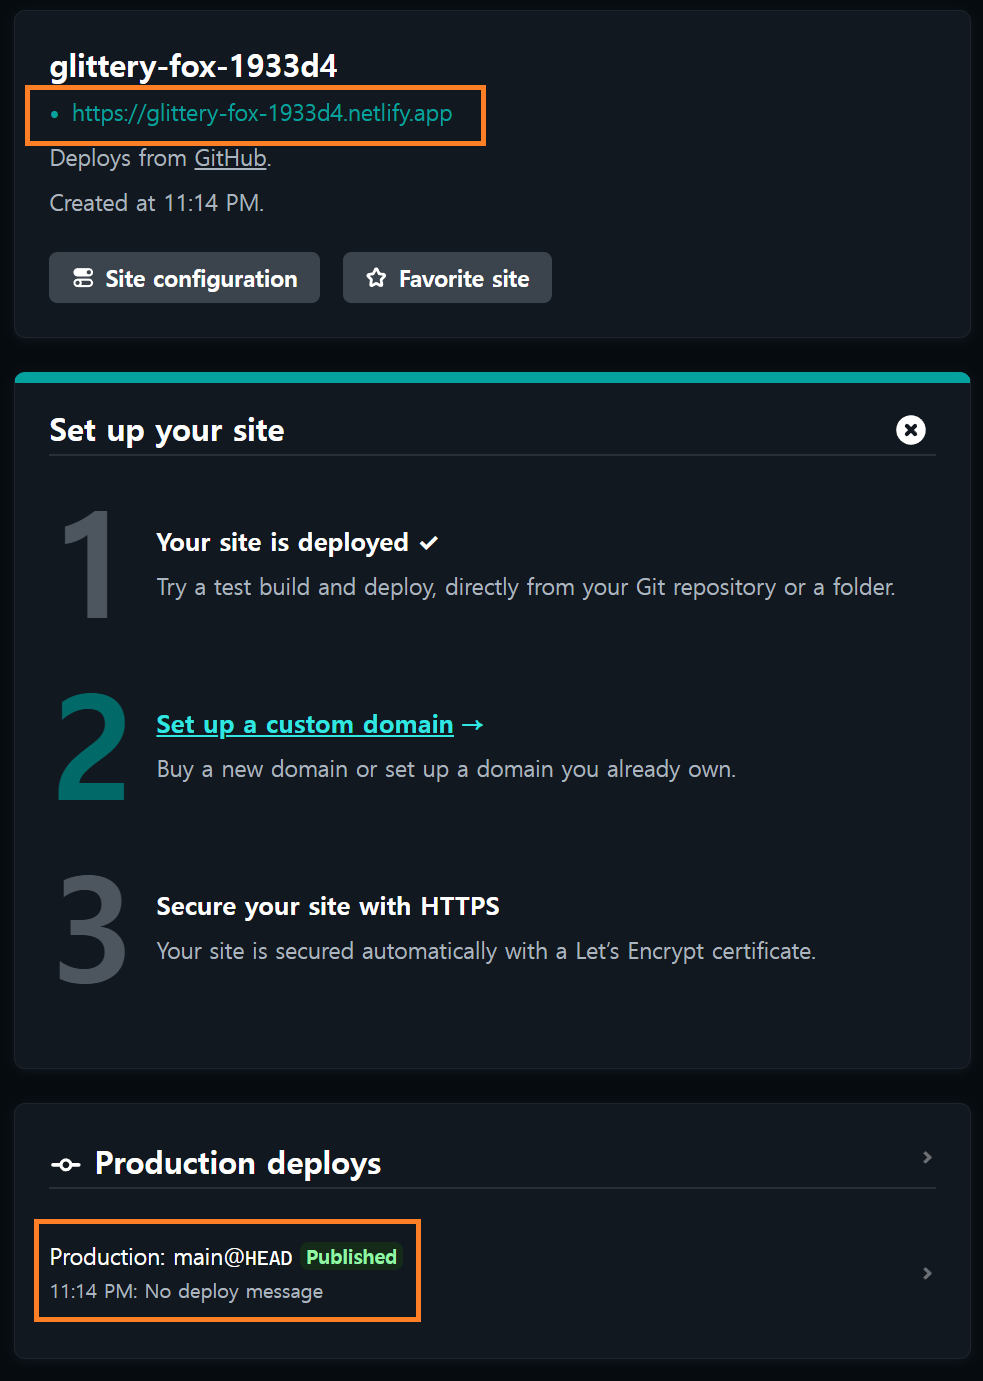 glittery-fox-1933d4
• https://glittery-fox-1933d4.netlify.app
Deploys from GitHub.
Created at 11:14 PM.
Site configuration
Favorite site
Set up your site
1
Your site is deployed ✓
Try a test build and deploy, directly from your Git repository or a folder.
2
Set up a custom domain →
Buy a new domain or set up a domain you already own.
3
Secure your site with HTTPS
Your site is secured automatically with a Let’s Encrypt certificate.
Production deploys
Production: main@HEAD Published
11:14 PM: No deploy message